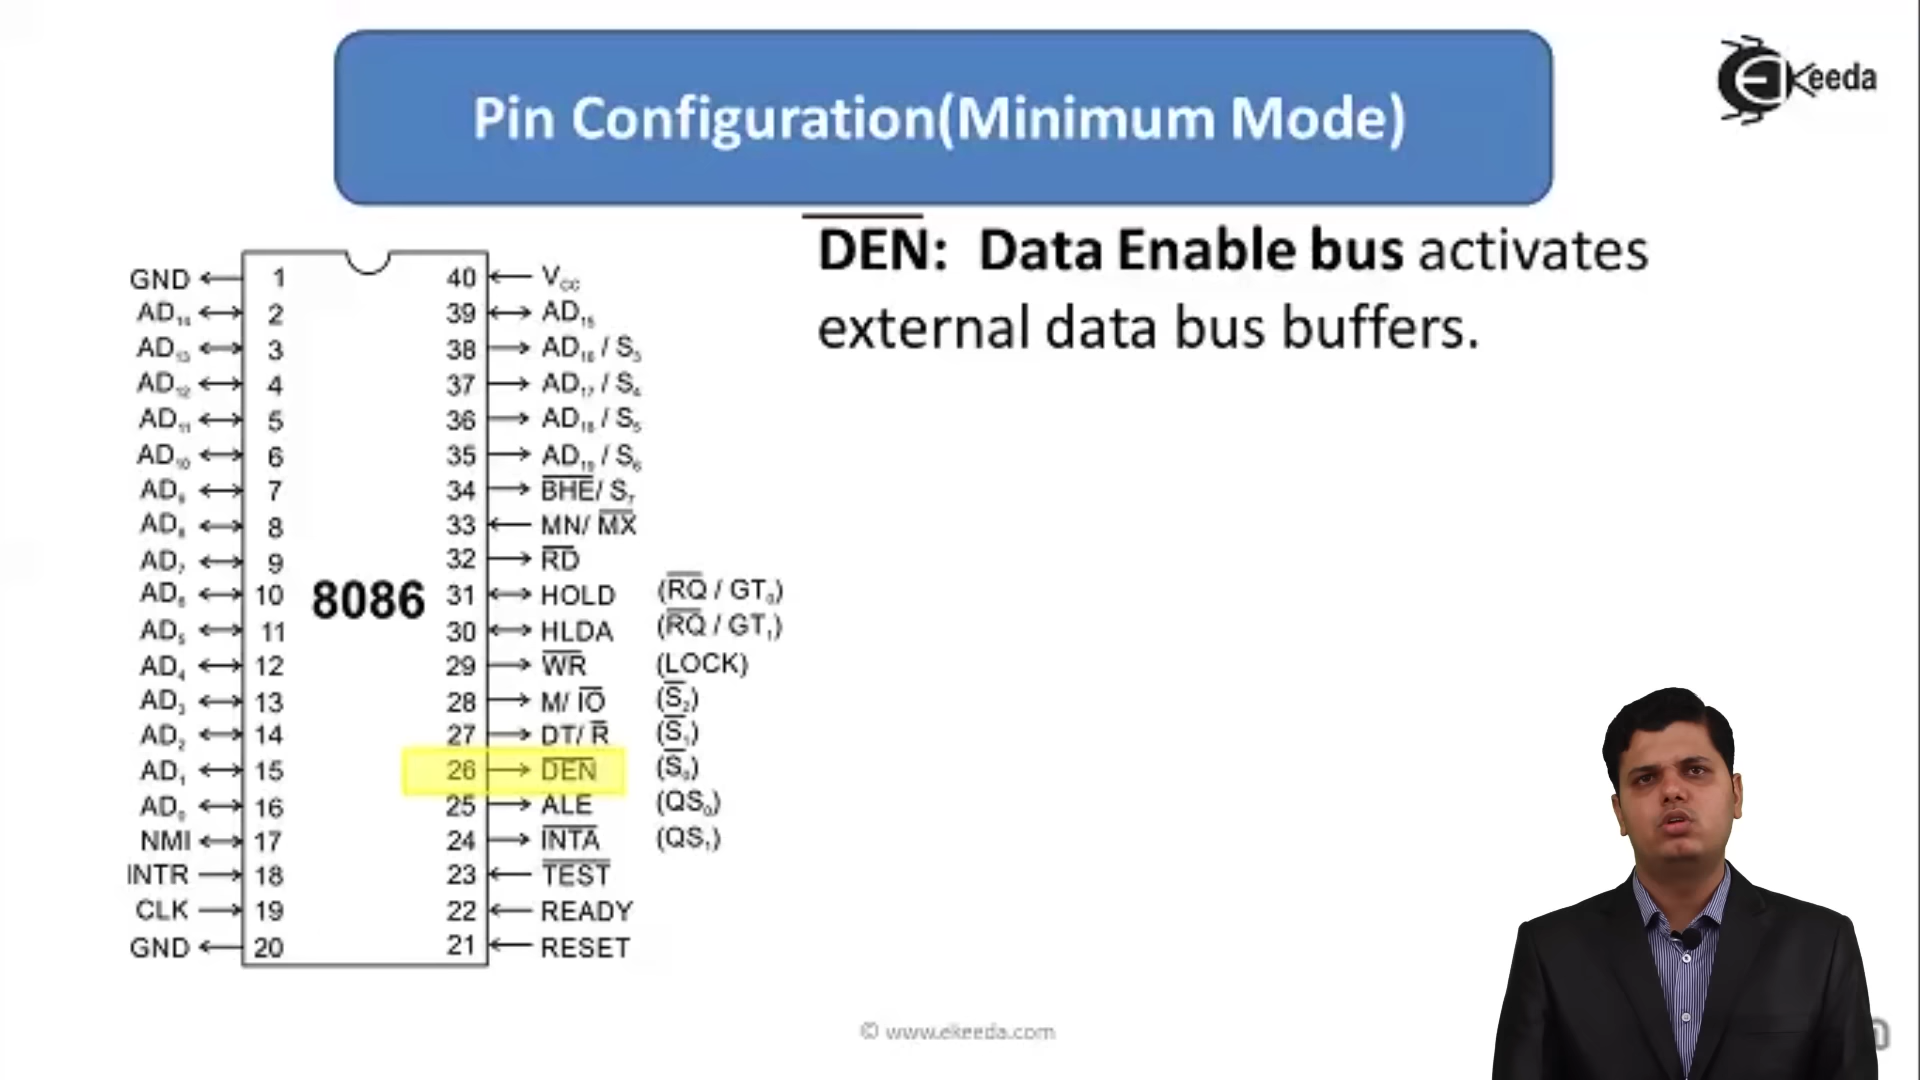 Pin Configuration(Minimum Mode)
Ekeeda
DEN: Data Enable bus activates
external data bus buffers.
GND 1 40 Vcc
AD₁₄ 2 39 AD₁₅
AD₁₃ 3 38 AD₁₆ / S₃
AD₁₂ 4 37 AD₁₇ / S₄
AD₁₁ 5 36 AD₁₈ / S₅
AD₁₀ 6 35 AD₁₉ / S₆
AD₉ 7 34 BHE/ S₇
AD₈ 8 33 MN/ MX
AD₇ 9 32 RD
AD₆ 10 8086 31 HOLD (RQ / GT₀)
AD₅ 11 30 HLDA (RQ / GT₁)
AD₄ 12 29 WR (LOCK)
AD₃ 13 28 M/ IO (S₂)
AD₂ 14 27 DT/ R (S₁)
AD₁ 15 26 DEN (S₀)
AD₀ 16 25 ALE (QS₀)
NMI 17 24 INTA (QS₁)
INTR 18 23 TEST
CLK 19 22 READY
GND 20 21 RESET
© www.ekeeda.com